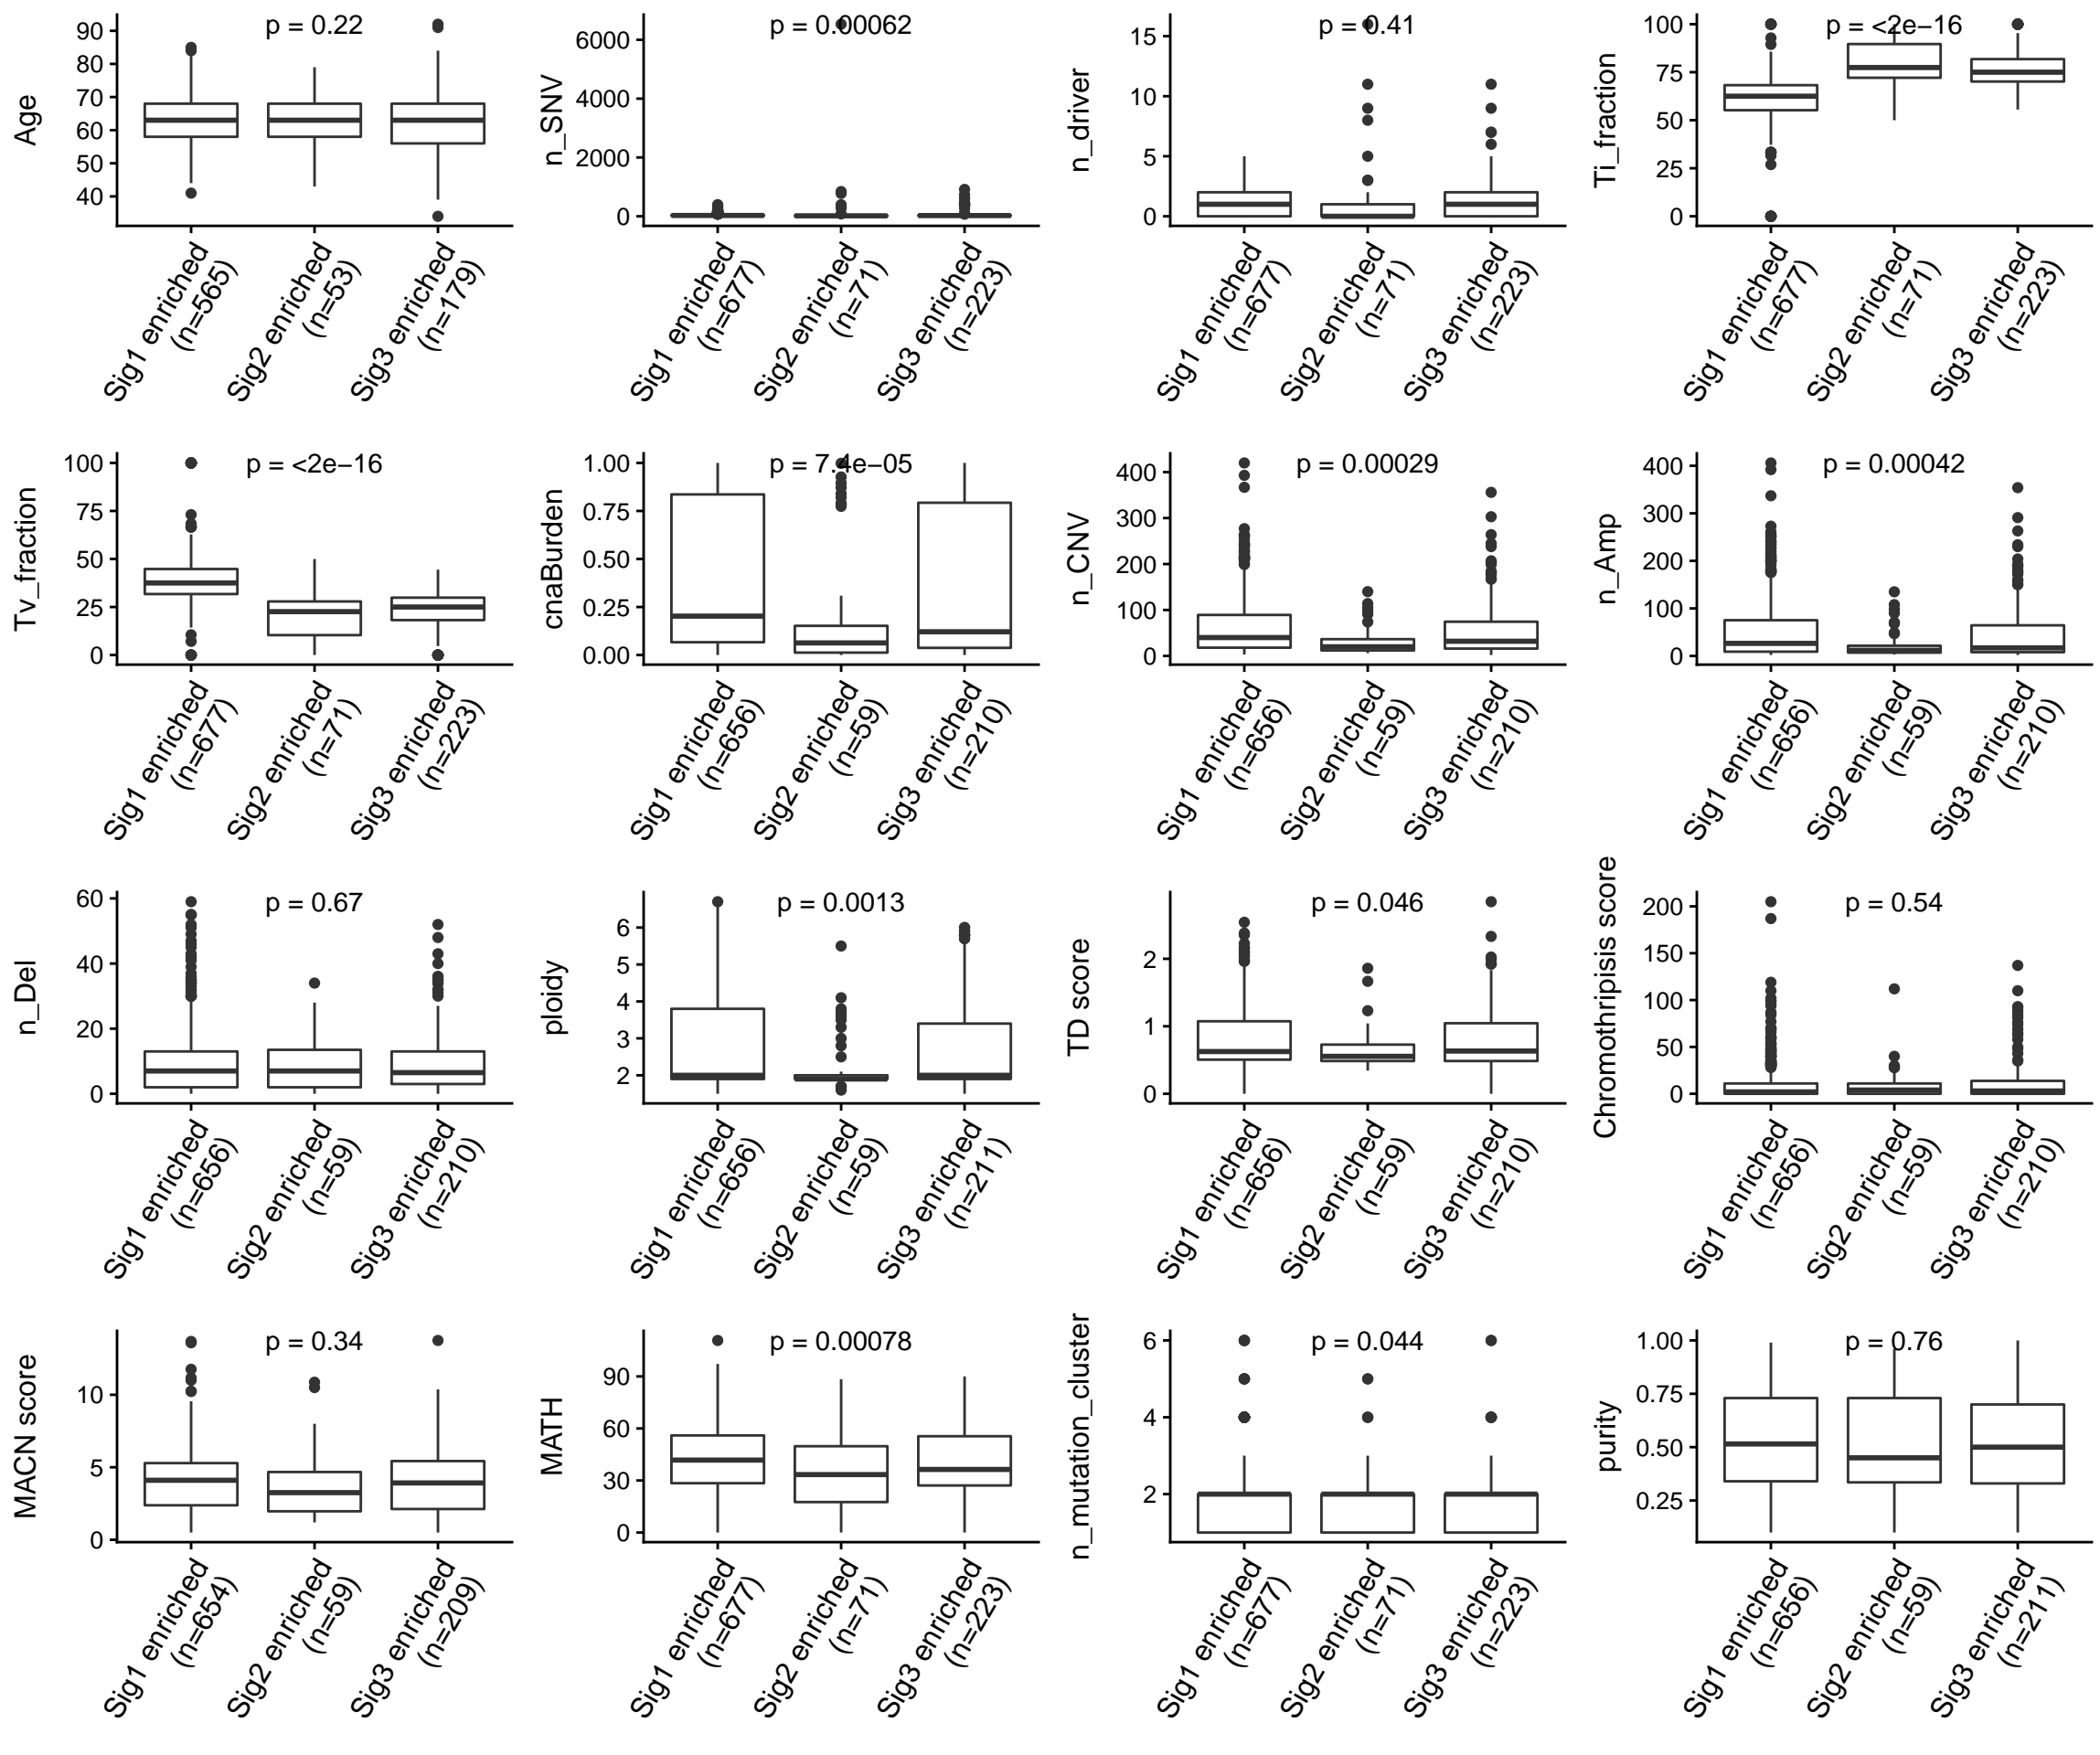 Age
90
80
70
60
50
40
p = 0.22
Sig1 enriched
(n=565)
Sig2 enriched
(n=53)
Sig3 enriched
(n=179)
n_SNV
6000
4000
2000
0
p = 0.00062
Sig1 enriched
(n=677)
Sig2 enriched
(n=71)
Sig3 enriched
(n=223)
n_driver
15
10
5
0
p = 0.41
Sig1 enriched
(n=677)
Sig2 enriched
(n=71)
Sig3 enriched
(n=223)
Ti_fraction
100
75
50
25
0
p = <2e−16
Sig1 enriched
(n=677)
Sig2 enriched
(n=71)
Sig3 enriched
(n=223)
Tv_fraction
100
75
50
25
0
p = <2e−16
Sig1 enriched
(n=677)
Sig2 enriched
(n=71)
Sig3 enriched
(n=223)
cnaBurden
1.00
0.75
0.50
0.25
0.00
p = 7.4e−05
Sig1 enriched
(n=656)
Sig2 enriched
(n=59)
Sig3 enriched
(n=210)
n_CNV
400
300
200
100
0
p = 0.00029
Sig1 enriched
(n=656)
Sig2 enriched
(n=59)
Sig3 enriched
(n=210)
n_Amp
400
300
200
100
0
p = 0.00042
Sig1 enriched
(n=656)
Sig2 enriched
(n=59)
Sig3 enriched
(n=210)
n_Del
60
40
20
0
p = 0.67
Sig1 enriched
(n=656)
Sig2 enriched
(n=59)
Sig3 enriched
(n=210)
ploidy
6
5
4
3
2
p = 0.0013
Sig1 enriched
(n=656)
Sig2 enriched
(n=59)
Sig3 enriched
(n=211)
TD score
2
1
0
p = 0.046
Sig1 enriched
(n=656)
Sig2 enriched
(n=59)
Sig3 enriched
(n=210)
Chromothripisis score
200
150
100
50
0
p = 0.54
Sig1 enriched
(n=656)
Sig2 enriched
(n=59)
Sig3 enriched
(n=210)
MACN score
10
5
0
p = 0.34
Sig1 enriched
(n=654)
Sig2 enriched
(n=59)
Sig3 enriched
(n=209)
MATH
90
60
30
0
p = 0.00078
Sig1 enriched
(n=677)
Sig2 enriched
(n=71)
Sig3 enriched
(n=223)
n_mutation_cluster
6
4
2
p = 0.044
Sig1 enriched
(n=677)
Sig2 enriched
(n=71)
Sig3 enriched
(n=223)
purity
1.00
0.75
0.50
0.25
p = 0.76
Sig1 enriched
(n=656)
Sig2 enriched
(n=59)
Sig3 enriched
(n=211)